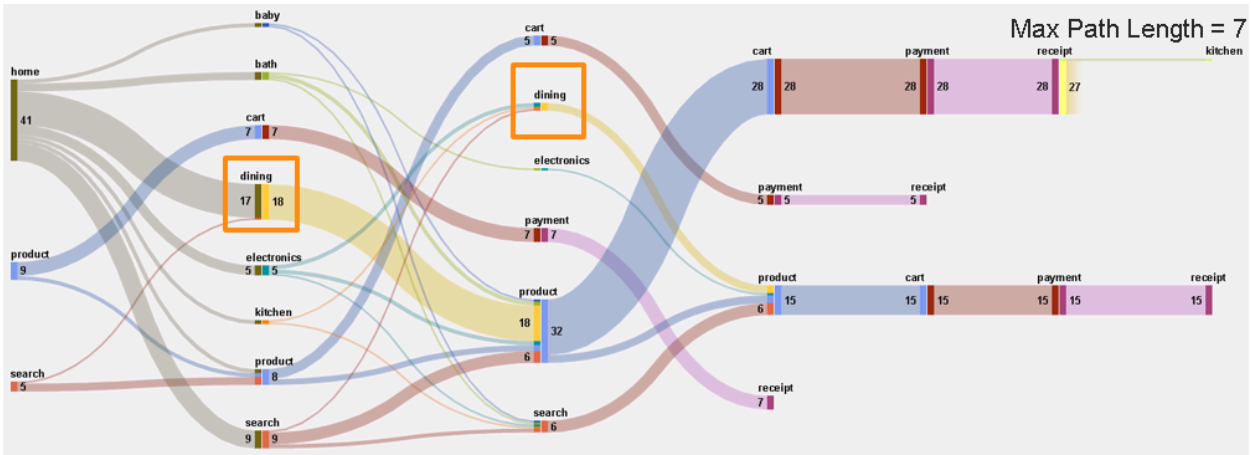 Max Path Length = 7
home
41
product
9
search
5
baby
bath
cart
7 7
dining
17 18
electronics
5 5
kitchen
product
8
search
9 9
cart
5 5
dining
electronics
payment
7 7
product
18 32
6
search
6
cart
28 28
payment
28
receipt
28 27
kitchen
payment
5 5
receipt
5
product
15
6
cart
15 15
payment
15 15
receipt
15
receipt
7